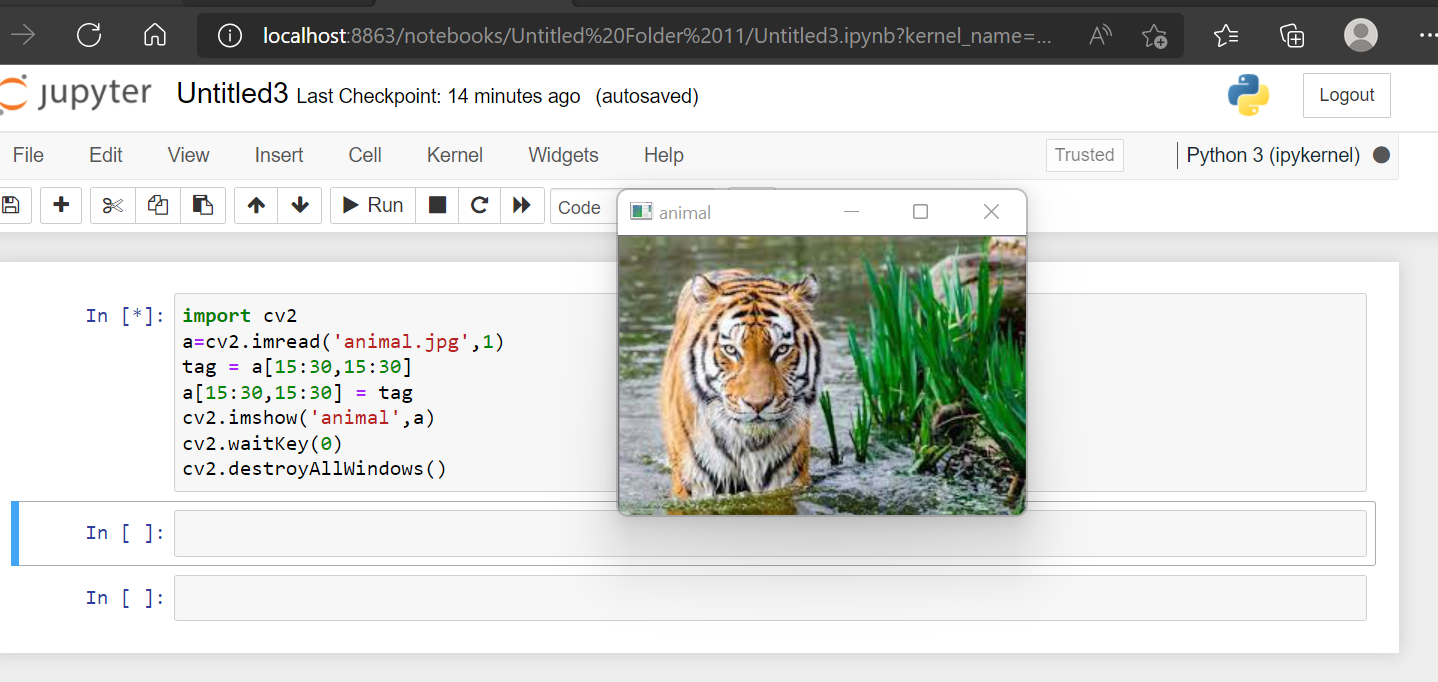 localhost:8863/notebooks/Untitled%20Folder%2011/Untitled3.ipynb?kernel_name=...
jupyter Untitled3 Last Checkpoint: 14 minutes ago (autosaved)
Logout
File Edit View Insert Cell Kernel Widgets Help Trusted Python 3 (ipykernel)
Run Code
animal
In [*]:
import cv2
a=cv2.imread('animal.jpg',1)
tag = a[15:30,15:30]
a[15:30,15:30] = tag
cv2.imshow('animal',a)
cv2.waitKey(0)
cv2.destroyAllWindows()
In [ ]:
In [ ]: